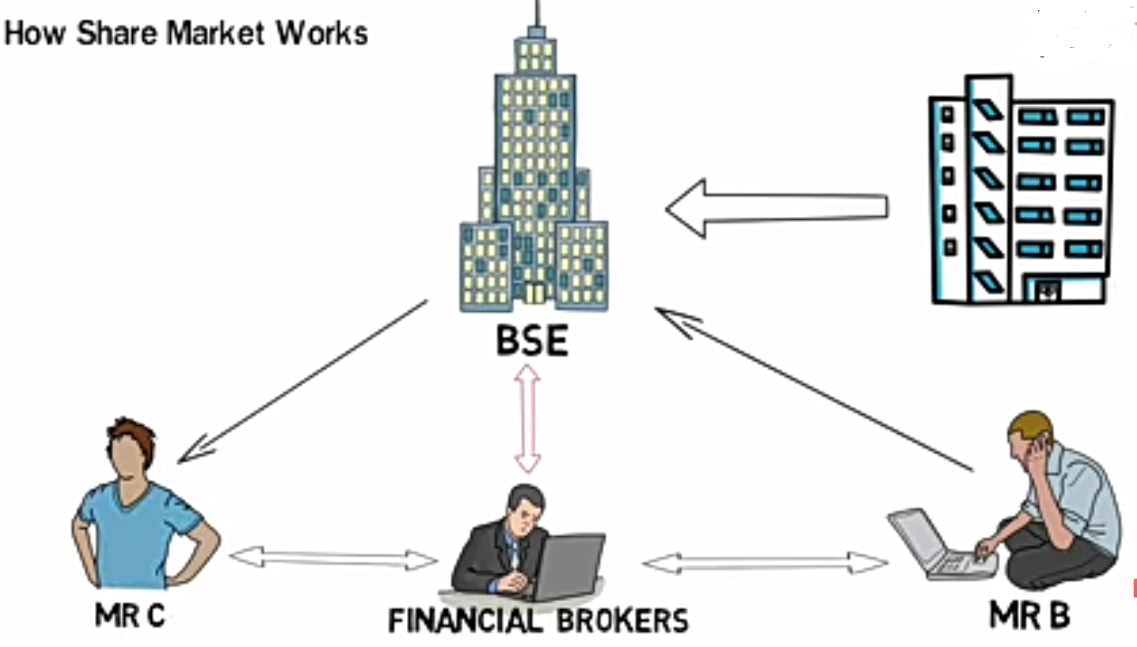 How Share Market Works
BSE
MR C
FINANCIAL BROKERS
MR B